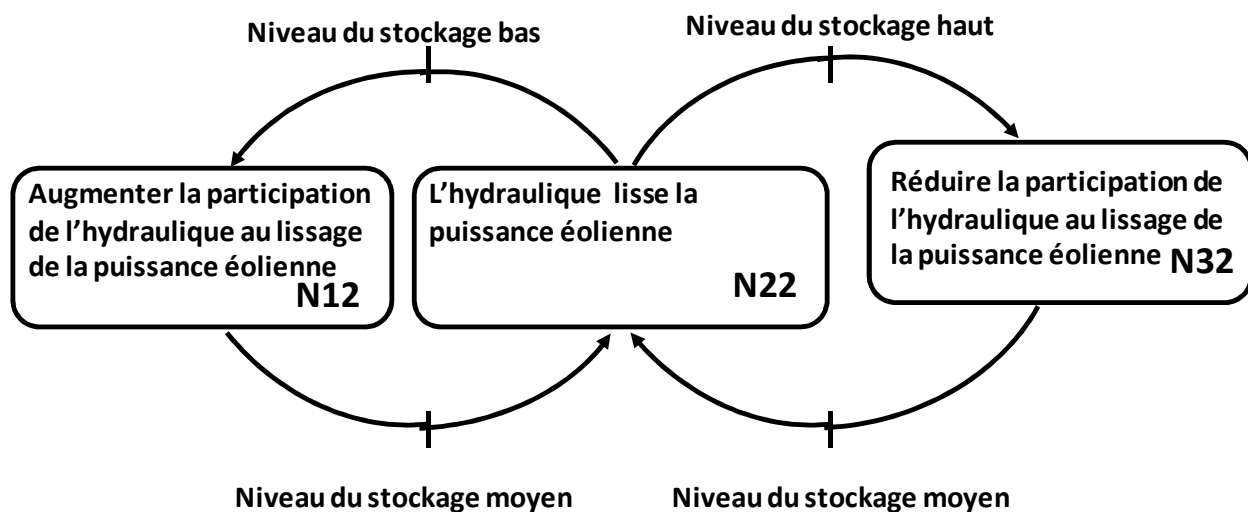 Niveau du stockage bas
Niveau du stockage haut
Augmenter la participation
de l'hydraulique au lissage
de la puissance éolienne
N12
L'hydraulique lisse la
puissance éolienne
N22
Réduire la participation de
l'hydraulique au lissage de
la puissance éolienne N32
Niveau du stockage moyen
Niveau du stockage moyen